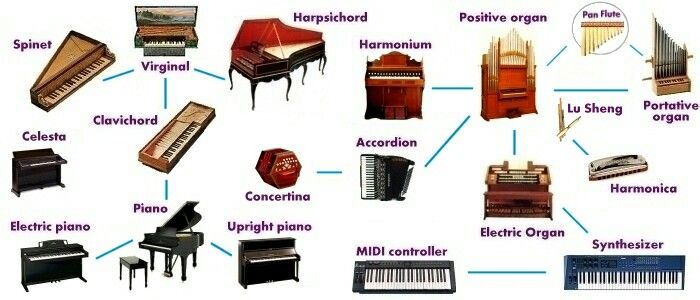 Spinet
Virginal
Harpsichord
Harmonium
Positive organ
Pan Flute
Portative
organ
Celesta
Clavichord
Concertina
Accordion
Lu Sheng
Harmonica
Electric piano
Piano
Upright piano
Electric Organ
MIDI controller
Synthesizer